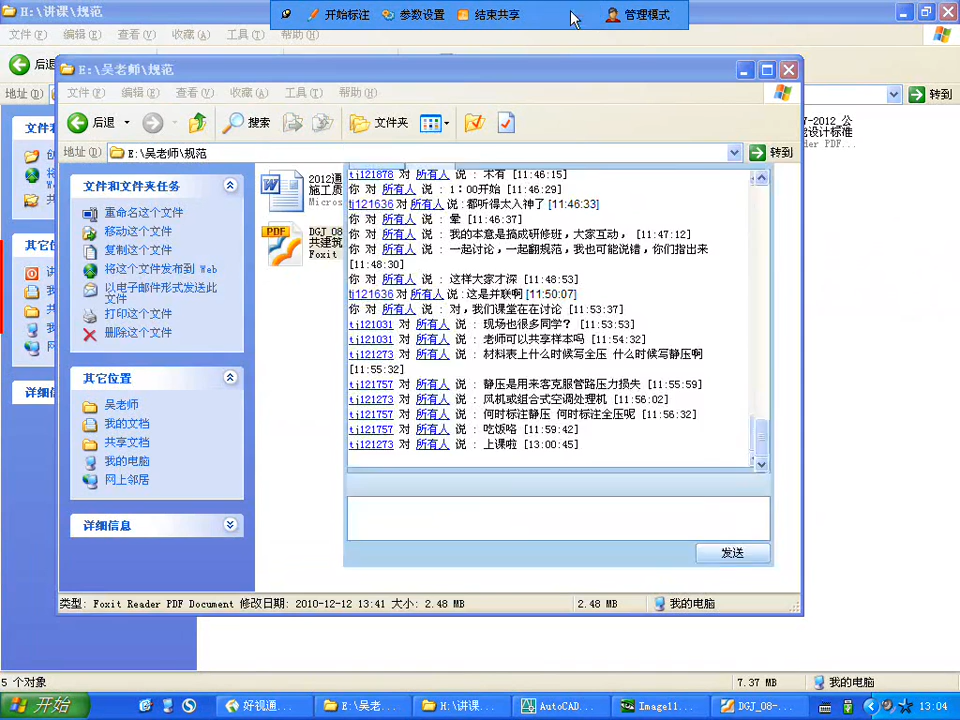 H:\讲课\规范
开始标注 参数设置 结束共享 管理模式
文件(F) 编辑(E) 查看(V) 收藏(A) 工具(T) 帮助(H)
后退
地址(D)
转到
E:\吴老师\规范
文件(F) 编辑(E) 查看(V) 收藏(A) 工具(T) 帮助(H)
后退 搜索 文件夹
地址(D) E:\吴老师\规范 转到
文件和文件夹任务
重命名这个文件
移动这个文件
复制这个文件
将这个文件发布到 Web
以电子邮件形式发送此
文件
打印这个文件
删除这个文件
其它位置
吴老师
我的文档
共享文档
我的电脑
网上邻居
详细信息
2012通
施工质
Micros
PDF
DGJ_08
共建筑
Foxit
tj121878 对 所有人 说 : 木有 [11:46:15]
你 对 所有人 说 : 1：00开始 [11:46:29]
tj121636 对 所有人 说 : 都听得太入神了 [11:46:33]
你 对 所有人 说 : 晕 [11:46:37]
你 对 所有人 说 : 我的本意是搞成研修班，大家互动， [11:47:12]
你 对 所有人 说 : 一起讨论，一起翻规范，我也可能说错，你们指出来
[11:48:30]
你 对 所有人 说 : 这样大家才深 [11:48:53]
tj121636 对 所有人 说 : 这是并联啊 [11:50:07]
你 对 所有人 说 : 对，我们课堂在在讨论 [11:53:37]
tj121031 对 所有人 说 : 现场也很多同学？ [11:53:53]
tj121031 对 所有人 说 : 老师可以共享样本吗 [11:54:32]
tj121273 对 所有人 说 : 材料表上什么时候写全压 什么时候写静压啊
[11:55:32]
tj121757 对 所有人 说 : 静压是用来客克服管路压力损失 [11:55:59]
tj121273 对 所有人 说 : 风机或组合式空调处理机 [11:56:02]
tj121757 对 所有人 说 : 何时标注静压 何时标注全压呢 [11:56:32]
tj121757 对 所有人 说 : 吃饭咯 [11:59:42]
tj121273 对 所有人 说 : 上课啦 [13:00:45]
发送
类型: Foxit Reader PDF Document 修改日期: 2010-12-12 13:41 大小: 2.48 MB 2.48 MB 我的电脑
文件
其它
详细
7-2012_公
设计标准
er PDF...
5 个对象 7.37 MB 我的电脑
开始 好视通... E:\吴老... H:\讲课... AutoCAD... Image11... DGJ_08-... 13:04